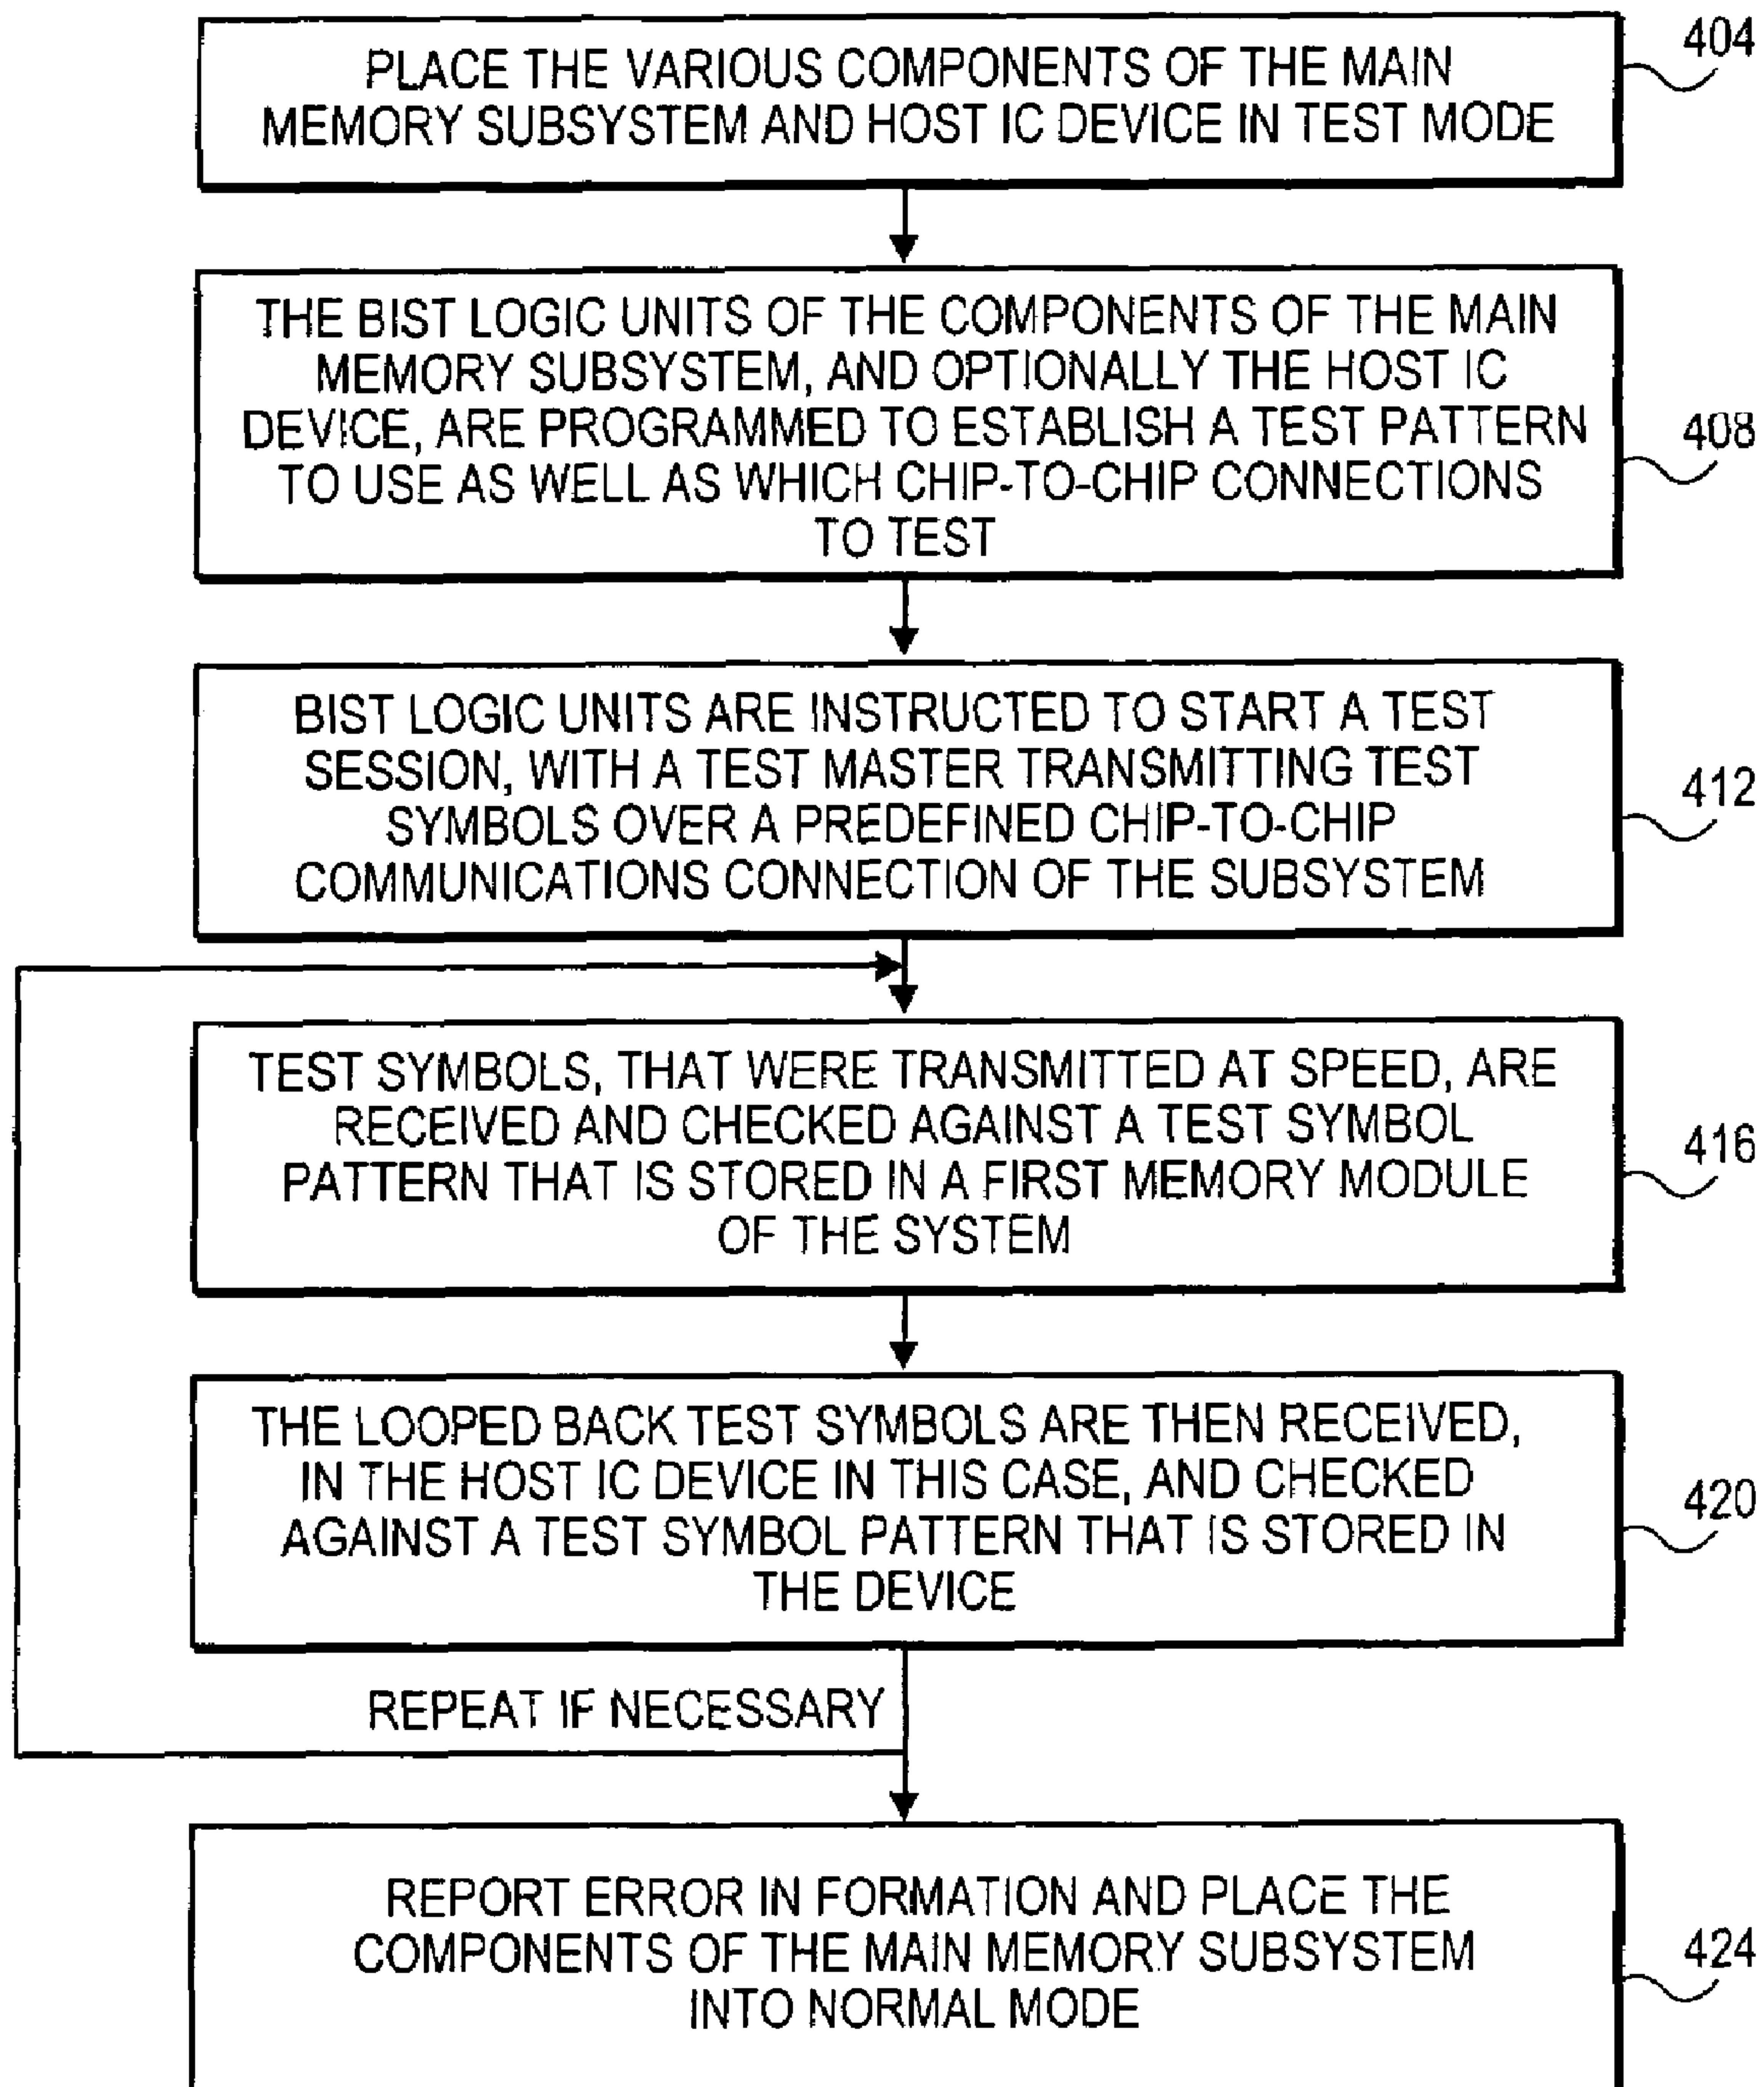 PLACE THE VARIOUS COMPONENTS OF THE MAIN
MEMORY SUBSYSTEM AND HOST IC DEVICE IN TEST MODE
404
THE BIST LOGIC UNITS OF THE COMPONENTS OF THE MAIN
MEMORY SUBSYSTEM, AND OPTIONALLY THE HOST IC
DEVICE, ARE PROGRAMMED TO ESTABLISH A TEST PATTERN
TO USE AS WELL AS WHICH CHIP-TO-CHIP CONNECTIONS
TO TEST
408
BIST LOGIC UNITS ARE INSTRUCTED TO START A TEST
SESSION, WITH A TEST MASTER TRANSMITTING TEST
SYMBOLS OVER A PREDEFINED CHIP-TO-CHIP
COMMUNICATIONS CONNECTION OF THE SUBSYSTEM
412
TEST SYMBOLS, THAT WERE TRANSMITTED AT SPEED, ARE
RECEIVED AND CHECKED AGAINST A TEST SYMBOL
PATTERN THAT IS STORED IN A FIRST MEMORY MODULE
OF THE SYSTEM
416
THE LOOPED BACK TEST SYMBOLS ARE THEN RECEIVED,
IN THE HOST IC DEVICE IN THIS CASE, AND CHECKED
AGAINST A TEST SYMBOL PATTERN THAT IS STORED IN
THE DEVICE
420
REPEAT IF NECESSARY
REPORT ERROR IN FORMATION AND PLACE THE
COMPONENTS OF THE MAIN MEMORY SUBSYSTEM
INTO NORMAL MODE
424